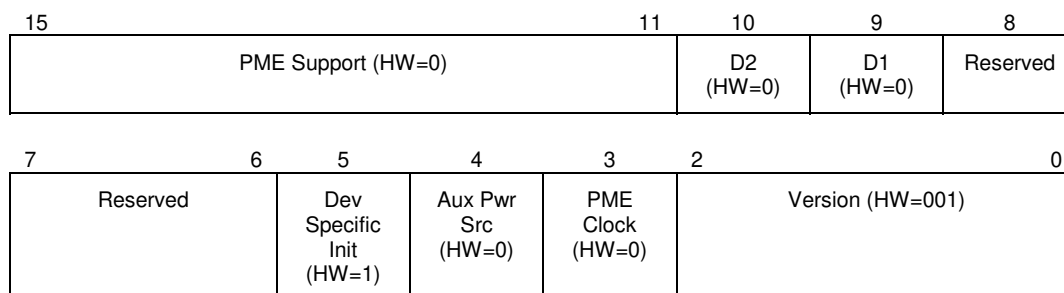 15 11 10 9 8
PME Support (HW=0) D2 D1 Reserved
(HW=0) (HW=0)
7 6 5 4 3 2 0
Reserved Dev Aux Pwr PME Version (HW=001)
Specific Src Clock
Init (HW=0) (HW=0)
(HW=1)